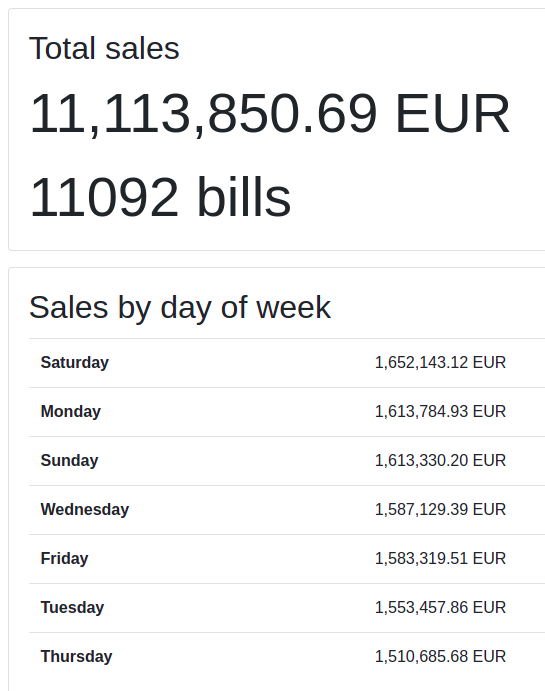 Total sales
11,113,850.69 EUR
11092 bills
Sales by day of week
Saturday 1,652,143.12 EUR
Monday 1,613,784.93 EUR
Sunday 1,613,330.20 EUR
Wednesday 1,587,129.39 EUR
Friday 1,583,319.51 EUR
Tuesday 1,553,457.86 EUR
Thursday 1,510,685.68 EUR